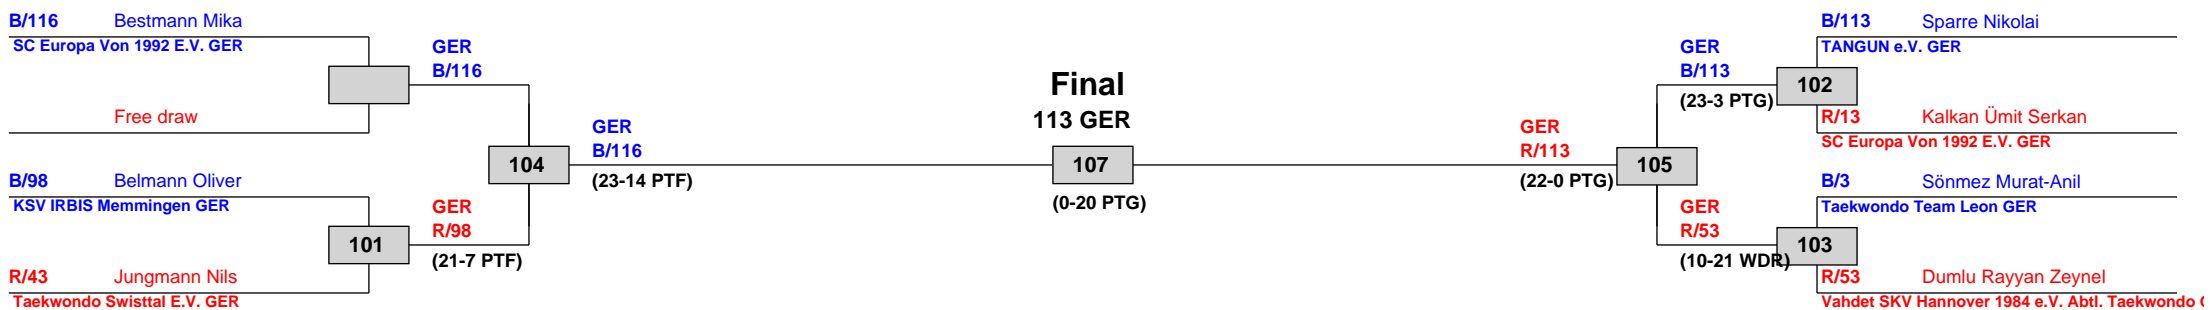 B/116 Bestmann Mika
SC Europa Von 1992 E.V. GER
GER
B/116
Free draw
GER
B/116
104
(23-14 PTF)
B/98 Belmann Oliver
KSV IRBIS Memmingen GER
GER
R/98
101
(21-7 PTF)
R/43 Jungmann Nils
Taekwondo Swisttal E.V. GER
Final
113 GER
107
(0-20 PTG)
B/113 Sparre Nikolai
TANGUN e.V. GER
GER
B/113
102
(23-3 PTG)
R/13 Kalkan Ümit Serkan
SC Europa Von 1992 E.V. GER
GER
R/113
105
(22-0 PTG)
B/3 Sönmez Murat-Anil
Taekwondo Team Leon GER
GER
R/53
103
(10-21 WDR)
R/53 Dumlu Rayyan Zeynel
Vahdet SKV Hannover 1984 e.V. Abtl. Taekwondo